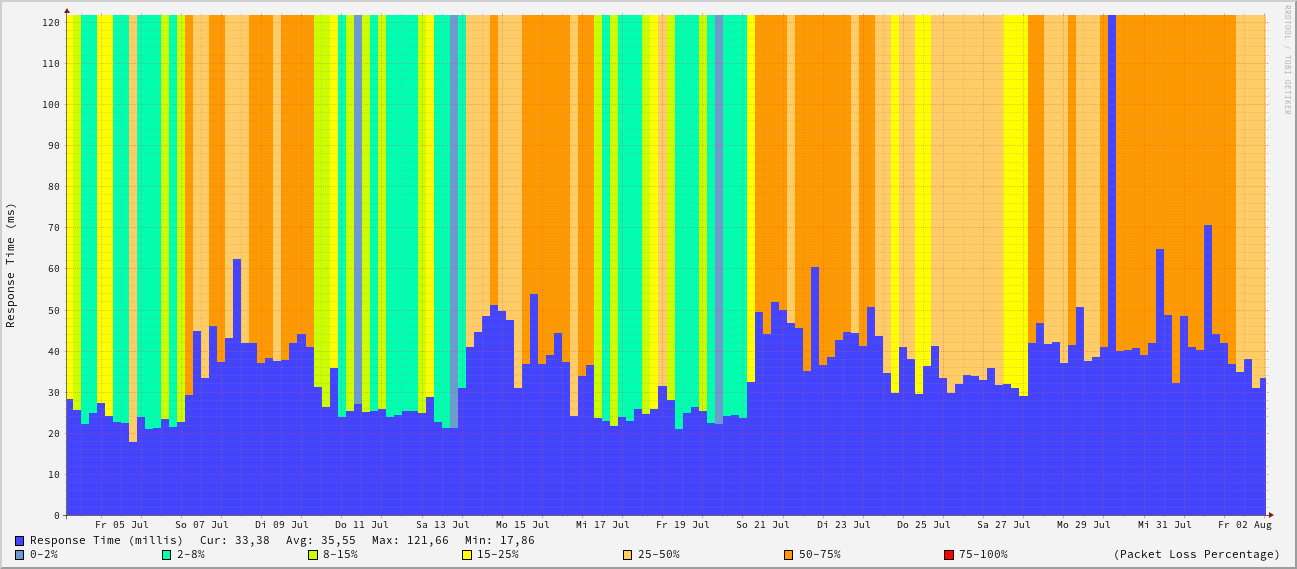 RRDTOOL / TOBI OETIKER
Response Time (ms)
120
110
100
90
80
70
60
50
40
30
20
10
0
Fr 05 Jul So 07 Jul Di 09 Jul Do 11 Jul Sa 13 Jul Mo 15 Jul Mi 17 Jul Fr 19 Jul So 21 Jul Di 23 Jul Do 25 Jul Sa 27 Jul Mo 29 Jul Mi 31 Jul Fr 02 Aug
Response Time (millis) Cur: 33,38 Avg: 35,55 Max: 121,66 Min: 17,86
0-2% 2-8% 8-15% 15-25% 25-50% 50-75% 75-100% (Packet Loss Percentage)